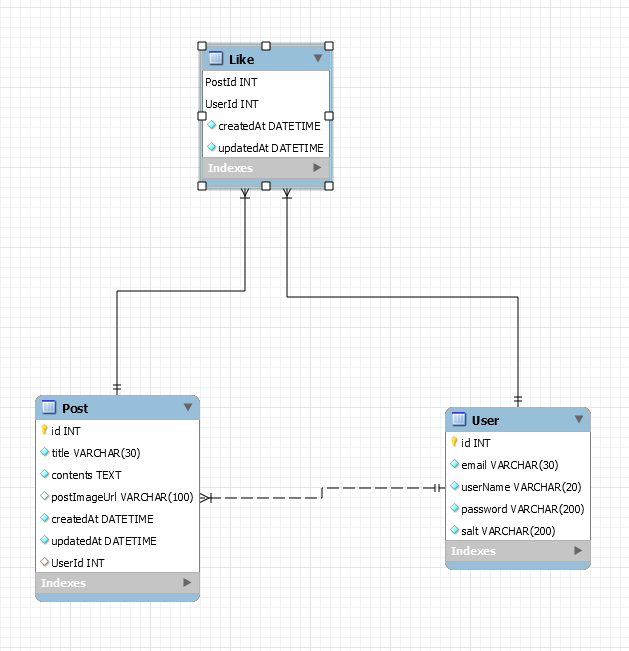 Like
PostId INT
UserId INT
createdAt DATETIME
updatedAt DATETIME
Indexes
Post
id INT
title VARCHAR(30)
contents TEXT
postImageUrl VARCHAR(100)
createdAt DATETIME
updatedAt DATETIME
UserId INT
Indexes
User
id INT
email VARCHAR(30)
userName VARCHAR(20)
password VARCHAR(200)
salt VARCHAR(200)
Indexes